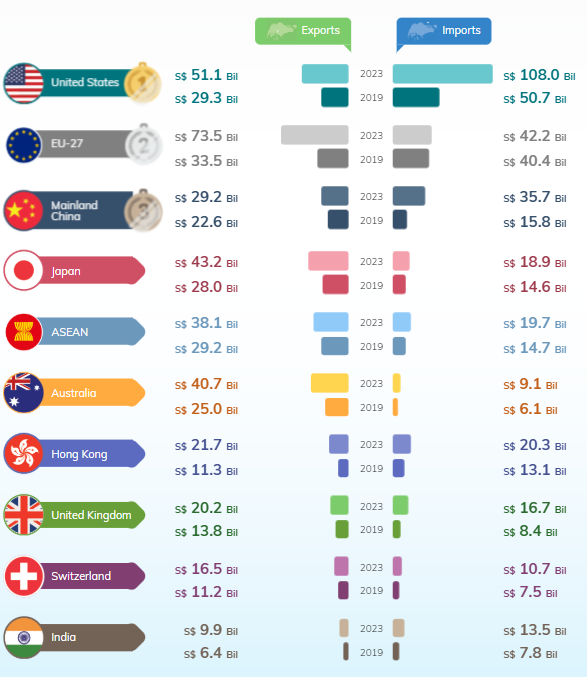 Exports Imports
United States 1 S$ 51.1 Bil 2023 S$ 108.0 Bil
S$ 29.3 Bil 2019 S$ 50.7 Bil
EU-27 2 S$ 73.5 Bil 2023 S$ 42.2 Bil
S$ 33.5 Bil 2019 S$ 40.4 Bil
Mainland China 3 S$ 29.2 Bil 2023 S$ 35.7 Bil
S$ 22.6 Bil 2019 S$ 15.8 Bil
Japan S$ 43.2 Bil 2023 S$ 18.9 Bil
S$ 28.0 Bil 2019 S$ 14.6 Bil
ASEAN S$ 38.1 Bil 2023 S$ 19.7 Bil
S$ 29.2 Bil 2019 S$ 14.7 Bil
Australia S$ 40.7 Bil 2023 S$ 9.1 Bil
S$ 25.0 Bil 2019 S$ 6.1 Bil
Hong Kong S$ 21.7 Bil 2023 S$ 20.3 Bil
S$ 11.3 Bil 2019 S$ 13.1 Bil
United Kingdom S$ 20.2 Bil 2023 S$ 16.7 Bil
S$ 13.8 Bil 2019 S$ 8.4 Bil
Switzerland S$ 16.5 Bil 2023 S$ 10.7 Bil
S$ 11.2 Bil 2019 S$ 7.5 Bil
India S$ 9.9 Bil 2023 S$ 13.5 Bil
S$ 6.4 Bil 2019 S$ 7.8 Bil